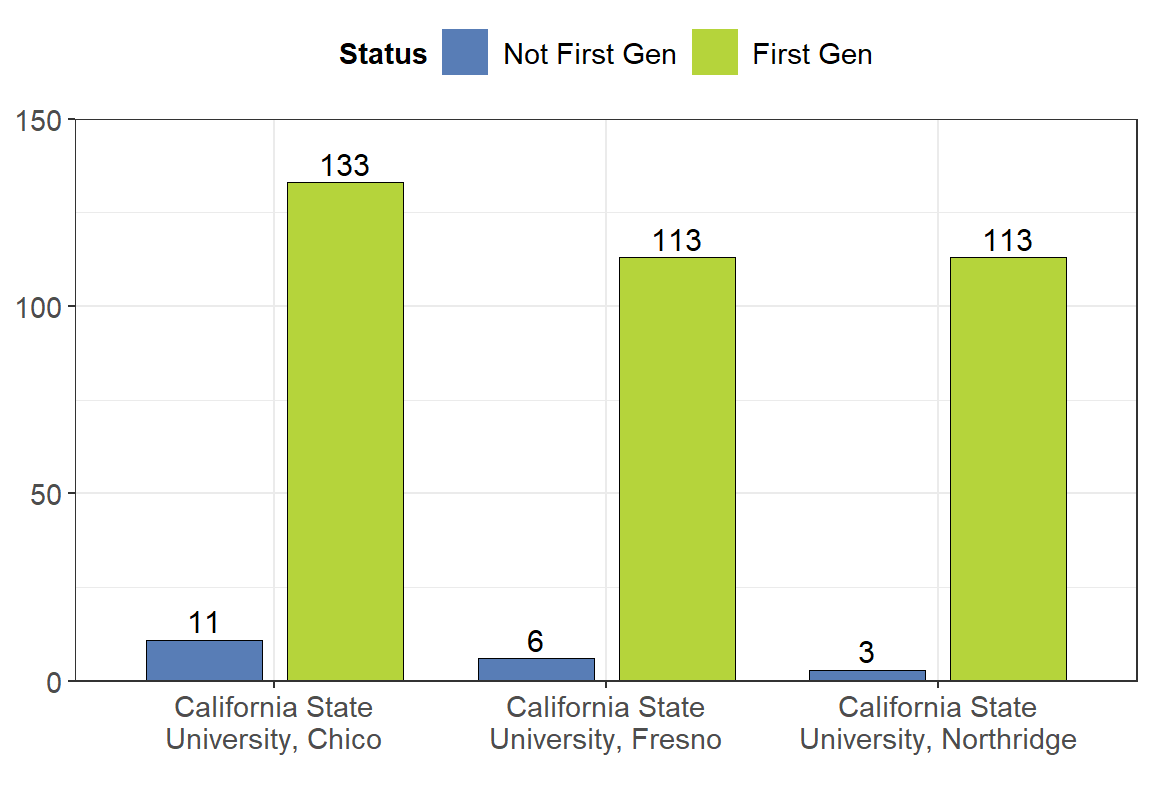 Status Not First Gen First Gen
150
133
113
113
100
50
11
6
3
0
California State
University, Chico
California State
University, Fresno
California State
University, Northridge